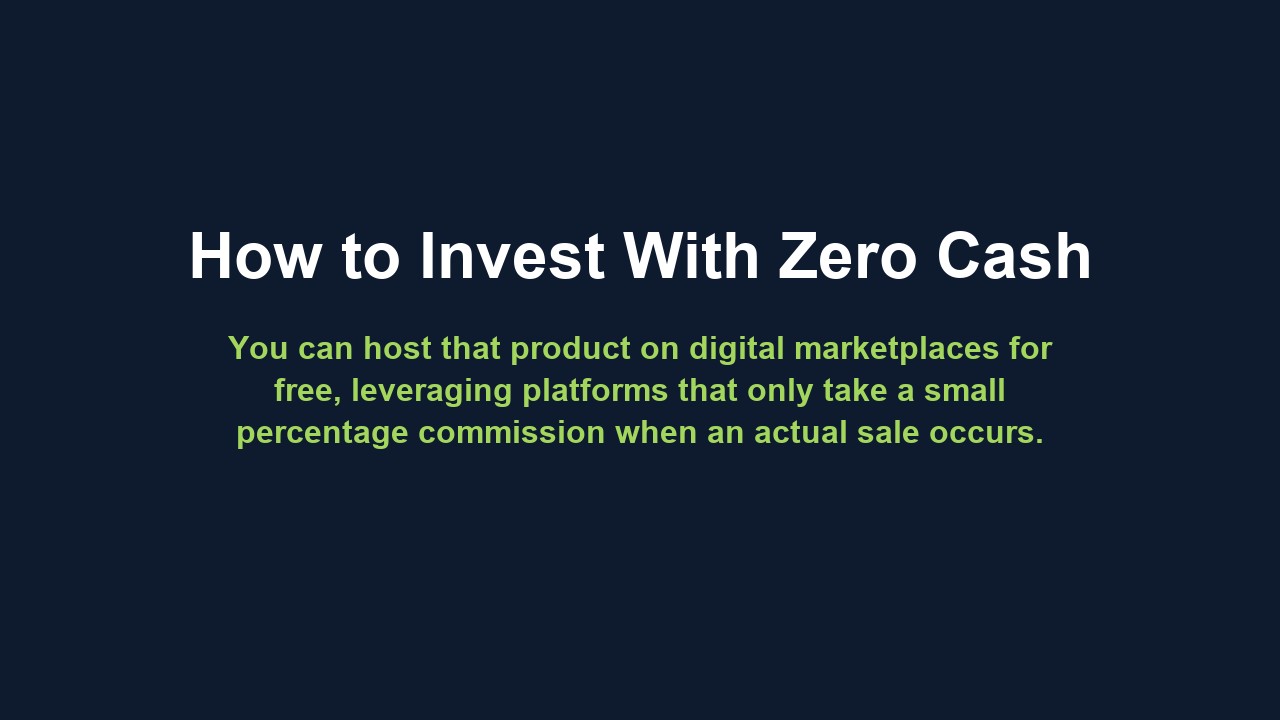 How to Invest With Zero Cash
You can host that product on digital marketplaces for
free, leveraging platforms that only take a small
percentage commission when an actual sale occurs.